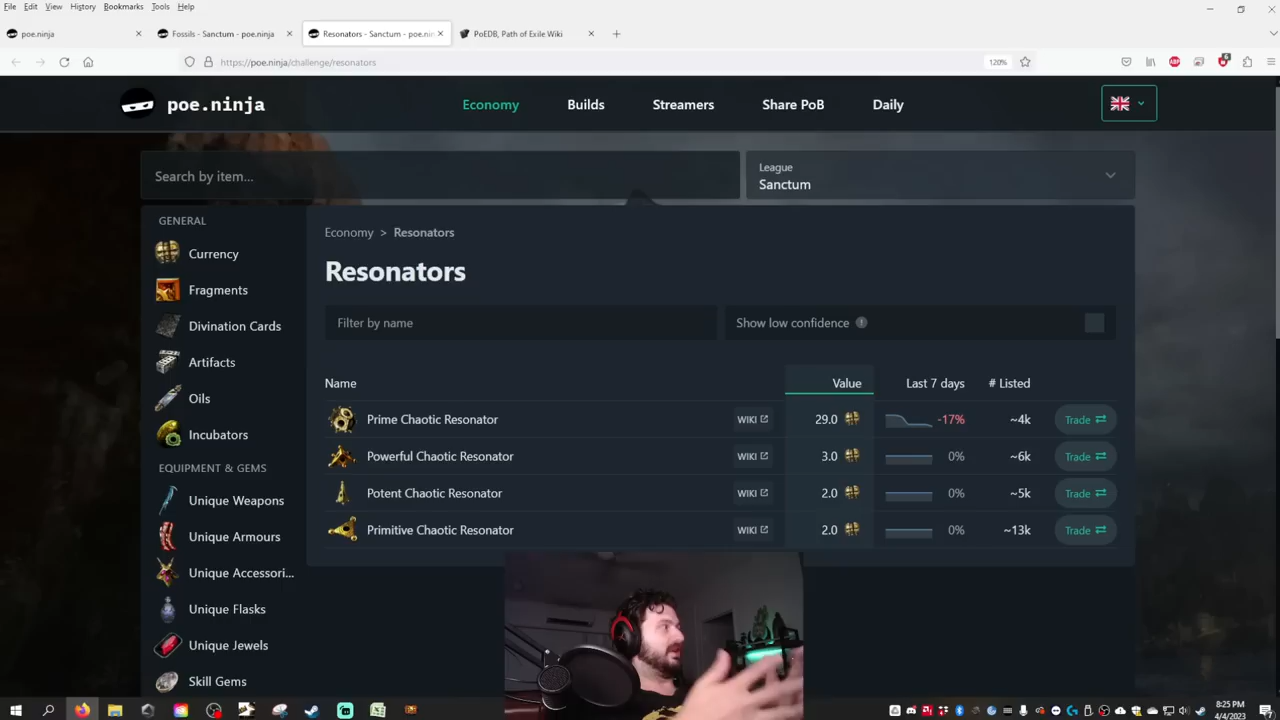 File Edit View History Bookmarks Tools Help
poe.ninja
Fossils - Sanctum - poe.ninja
Resonators - Sanctum - poe.nin
PoEDB, Path of Exile Wiki
https://poe.ninja/challenge/resonators
120%
6
poe.ninja
Economy
Builds
Streamers
Share PoB
Daily
Search by item...
League
Sanctum
GENERAL
Currency
Fragments
Divination Cards
Artifacts
Oils
Incubators
EQUIPMENT & GEMS
Unique Weapons
Unique Armours
Unique Accessori...
Unique Flasks
Unique Jewels
Skill Gems
Economy > Resonators
Resonators
Filter by name
Show low confidence
Name Value Last 7 days # Listed
Prime Chaotic Resonator WIKI 29.0 -17% ~4k Trade
Powerful Chaotic Resonator WIKI 3.0 0% ~6k Trade
Potent Chaotic Resonator WIKI 2.0 0% ~5k Trade
Primitive Chaotic Resonator WIKI 2.0 0% ~13k Trade
8:25 PM
4/4/2023